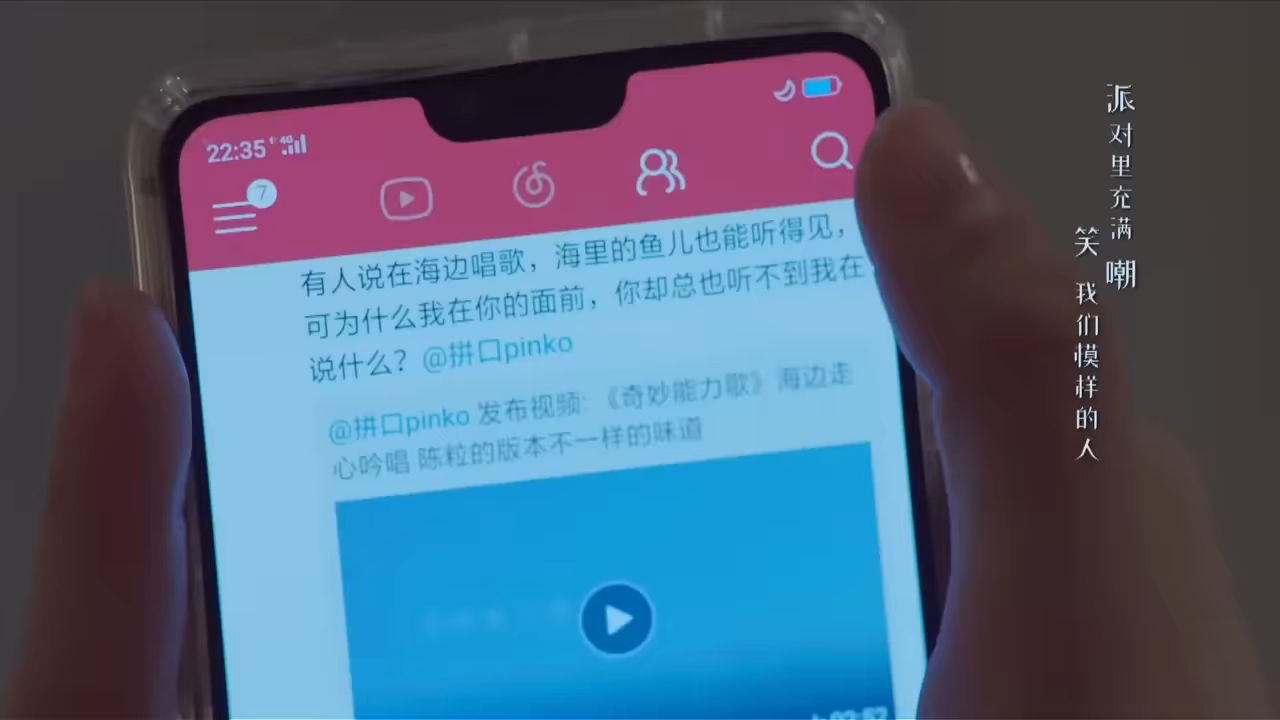 22:35
4G
7
有人说在海边唱歌，海里的鱼儿也能听得见，
可为什么我在你的面前，你却总也听不到我在
说什么？@拼口pinko
@拼口pinko 发布视频: 《奇妙能力歌》海边走
心吟唱 陈粒的版本不一样的味道
02:52
派对里充满嘲
笑 我们模样的人